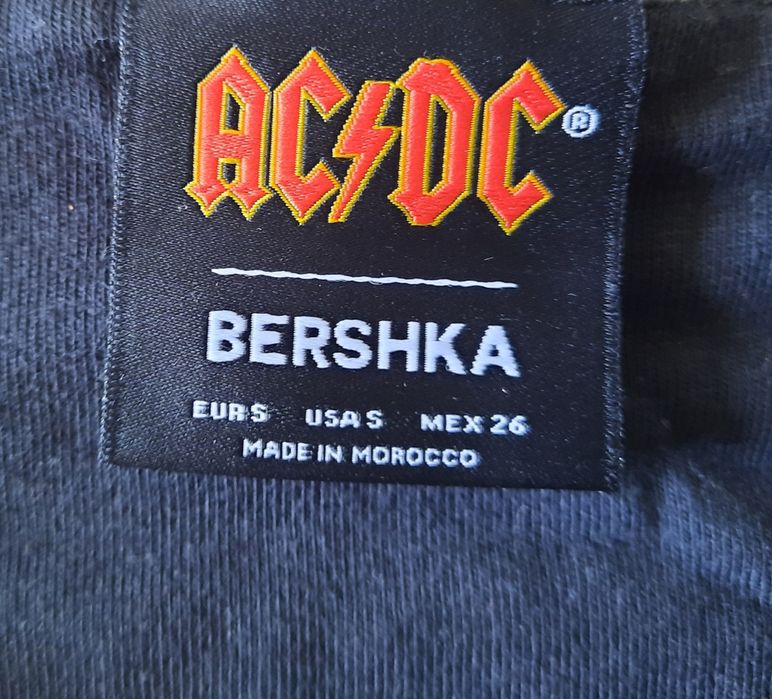 AC⚡DC®
BERSHKA
EUR S USA S MEX 26
MADE IN MOROCCO